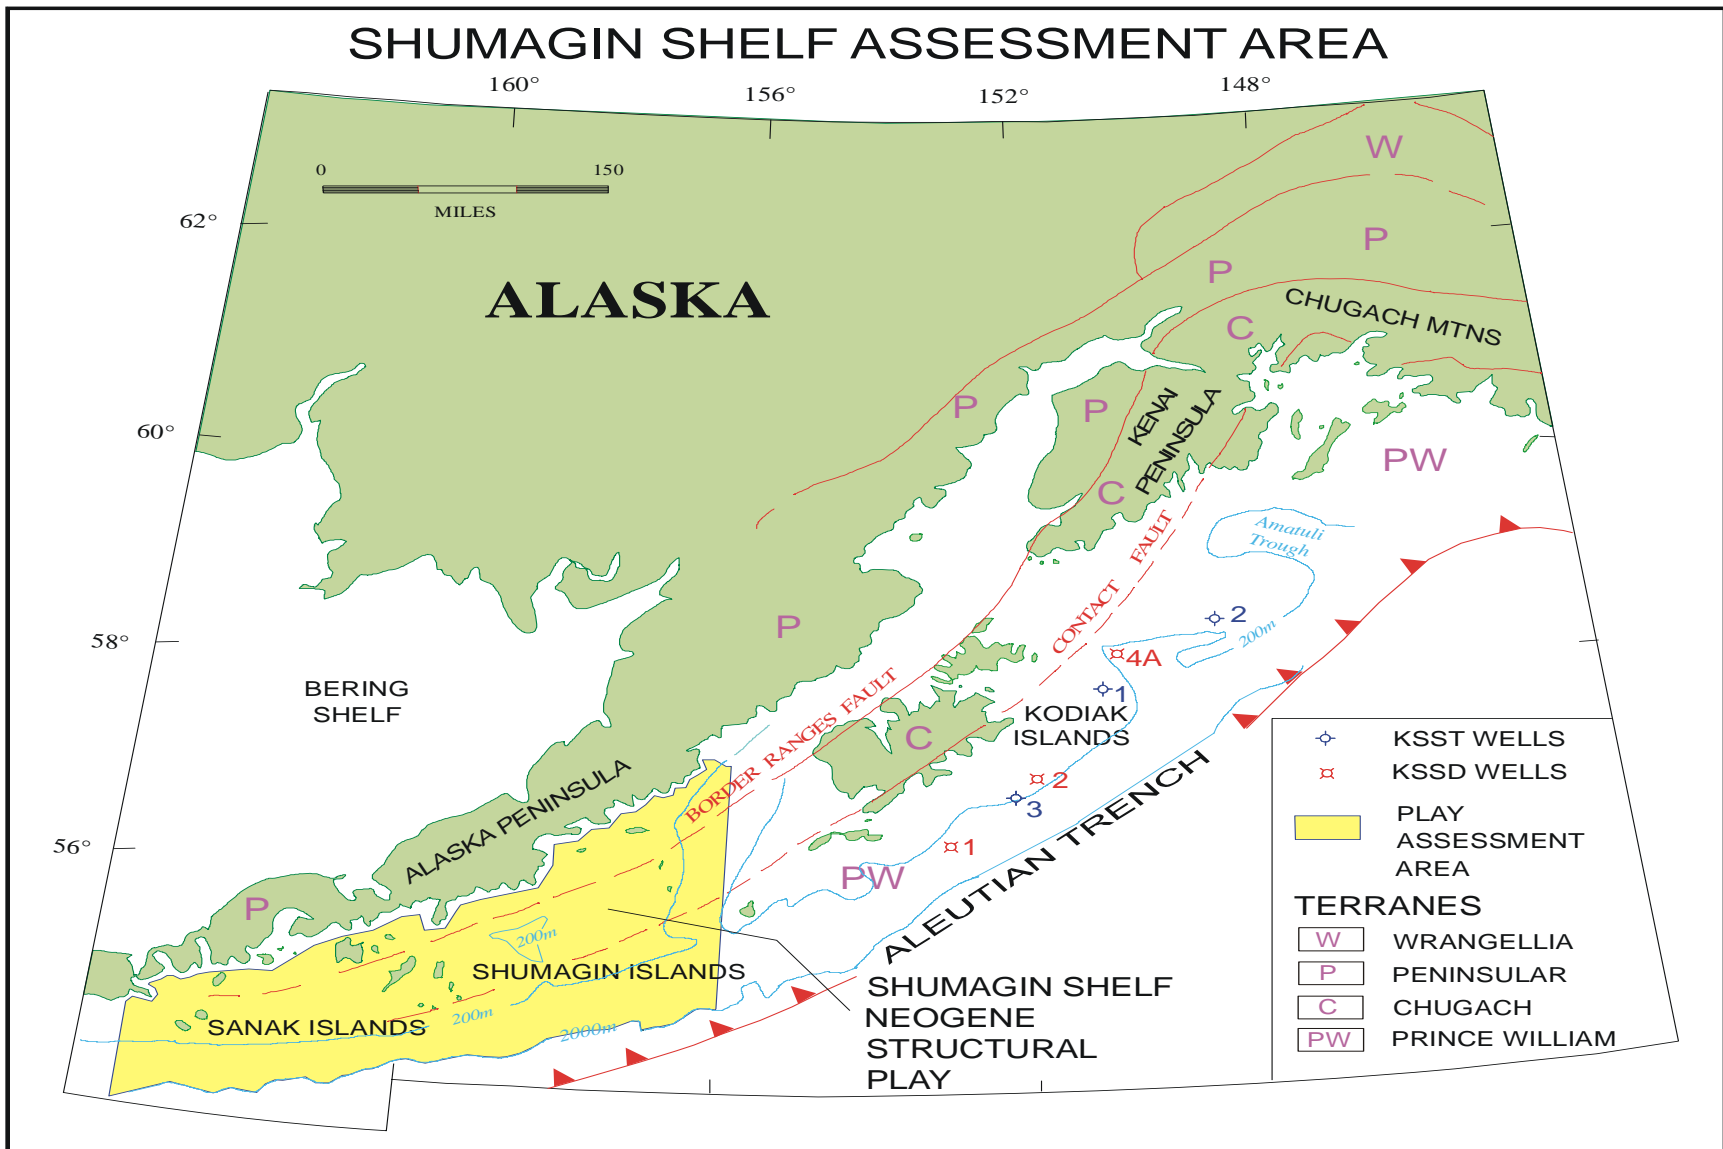 SHUMAGIN SHELF ASSESSMENT AREA
160°
156°
152°
148°
0
150
MILES
62°
60°
58°
56°
ALASKA
W
P
P
C
CHUGACH MTNS
P
P
KENAI
PENINSULA
C
PW
Amatuli
Trough
CONTACT FAULT
2
200m
4A
1
P
BERING
SHELF
BORDER RANGES FAULT
C
KODIAK
ISLANDS
2
3
1
PW
ALEUTIAN TRENCH
ALASKA PENINSULA
P
200m
SHUMAGIN ISLANDS
SANAK ISLANDS
200m
2000m
SHUMAGIN SHELF
NEOGENE
STRUCTURAL
PLAY
KSST WELLS
KSSD WELLS
PLAY
ASSESSMENT
AREA
TERRANES
W WRANGELLIA
P PENINSULAR
C CHUGACH
PW PRINCE WILLIAM